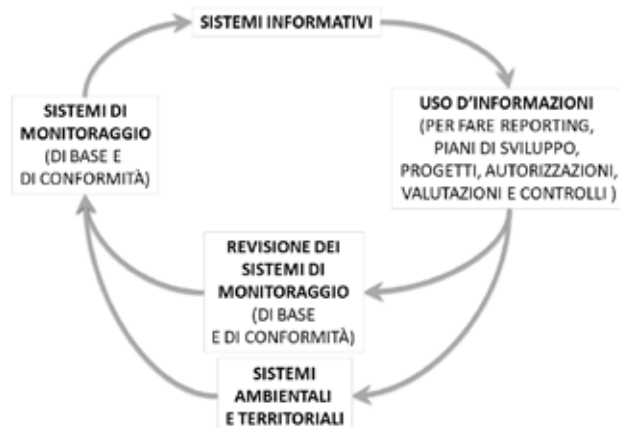 SISTEMI INFORMATIVI
SISTEMI DI
MONITORAGGIO
(DI BASE E
DI CONFORMITÀ)
USO D'INFORMAZIONI
(PER FARE REPORTING,
PIANI DI SVILUPPO,
PROGETTI, AUTORIZZAZIONI,
VALUTAZIONI E CONTROLLI )
REVISIONE DEI
SISTEMI DI
MONITORAGGIO
(DI BASE
E DI CONFORMITÀ)
SISTEMI
AMBIENTALI
E TERRITORIALI